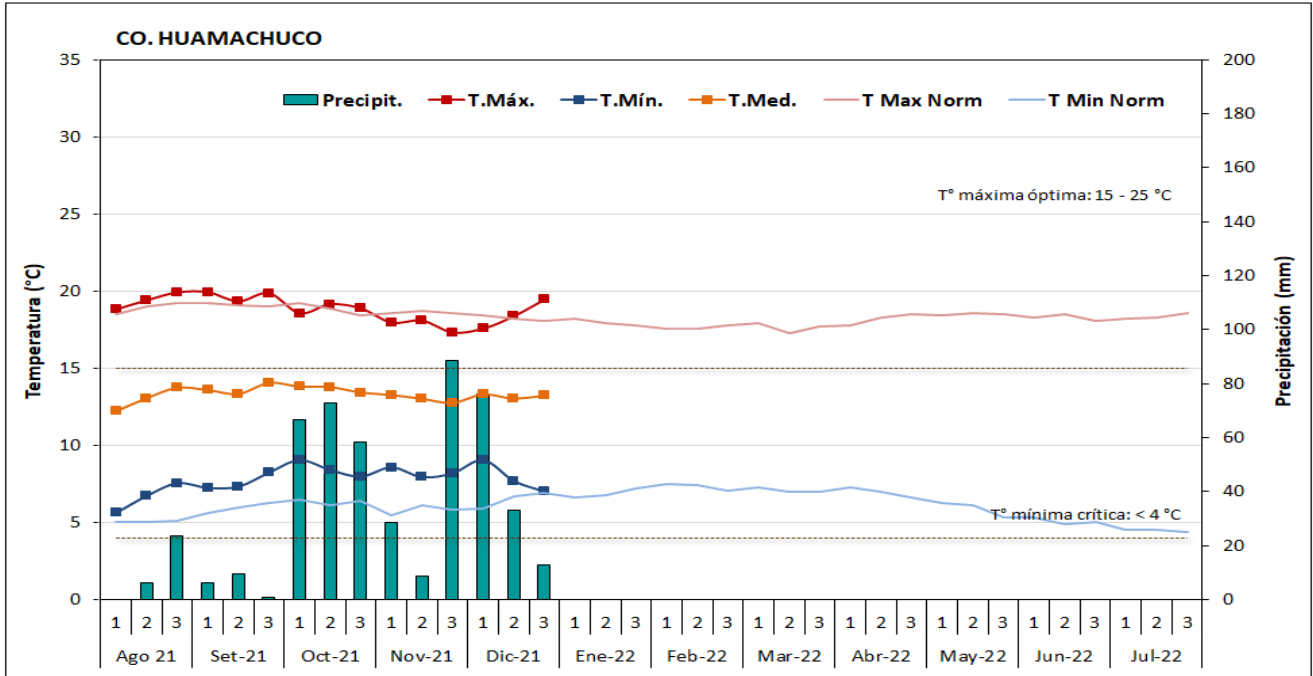 CO. HUAMACHUCO
Precipit. T.Máx. T.Mín. T.Med. T Max Norm T Min Norm
T° máxima óptima: 15 - 25 °C
T° mínima crítica: < 4 °C
Temperatura (°C)
35
30
25
20
15
10
5
0
Precipitación (mm)
200
180
160
140
120
100
80
60
40
20
0
1 2 3 1 2 3 1 2 3 1 2 3 1 2 3 1 2 3 1 2 3 1 2 3 1 2 3 1 2 3 1 2 3 1 2 3
Ago 21 Set-21 Oct-21 Nov-21 Dic-21 Ene-22 Feb-22 Mar-22 Abr-22 May-22 Jun-22 Jul-22